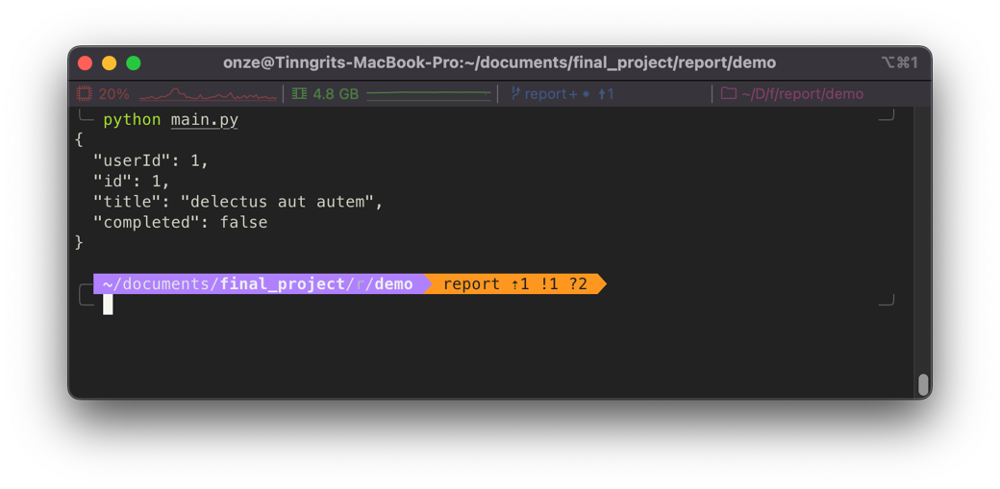 onze@Tinngrits-MacBook-Pro:~/documents/final_project/report/demo ⌥⌘1
20% 4.8 GB report+ • ↑1 ~/D/f/report/demo
python main.py
{
  "userId": 1,
  "id": 1,
  "title": "delectus aut autem",
  "completed": false
}
~/documents/final_project/r/demo report ⇡1 !1 ?2